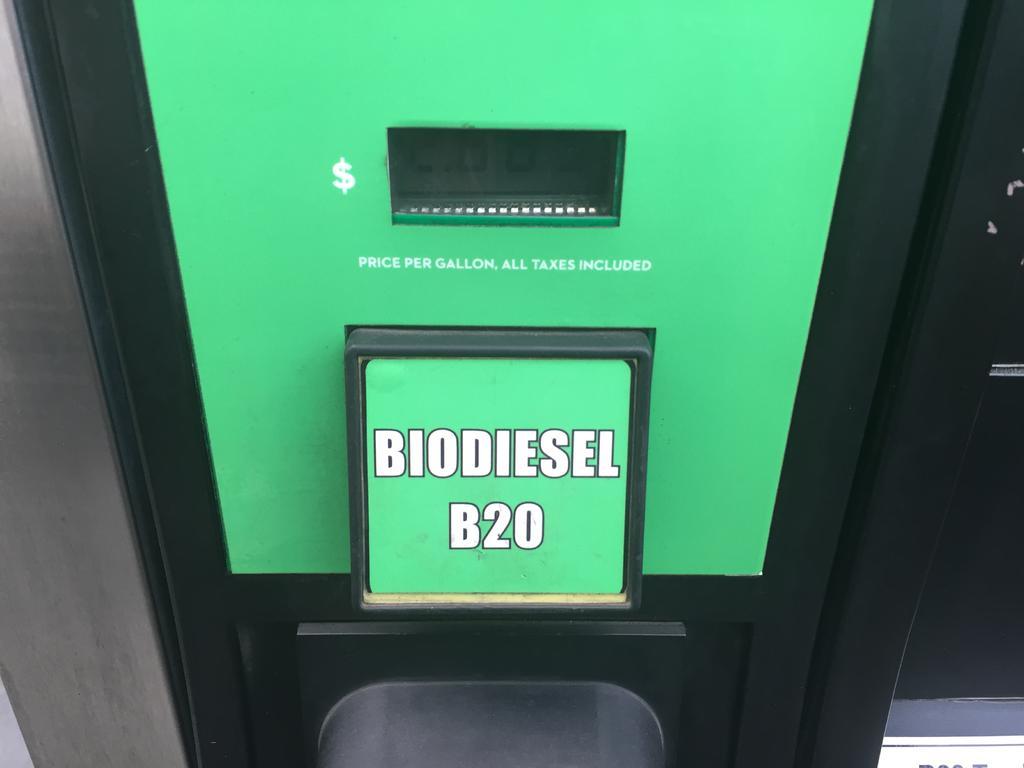 $
PRICE PER GALLON, ALL TAXES INCLUDED
BIODIESEL
B20